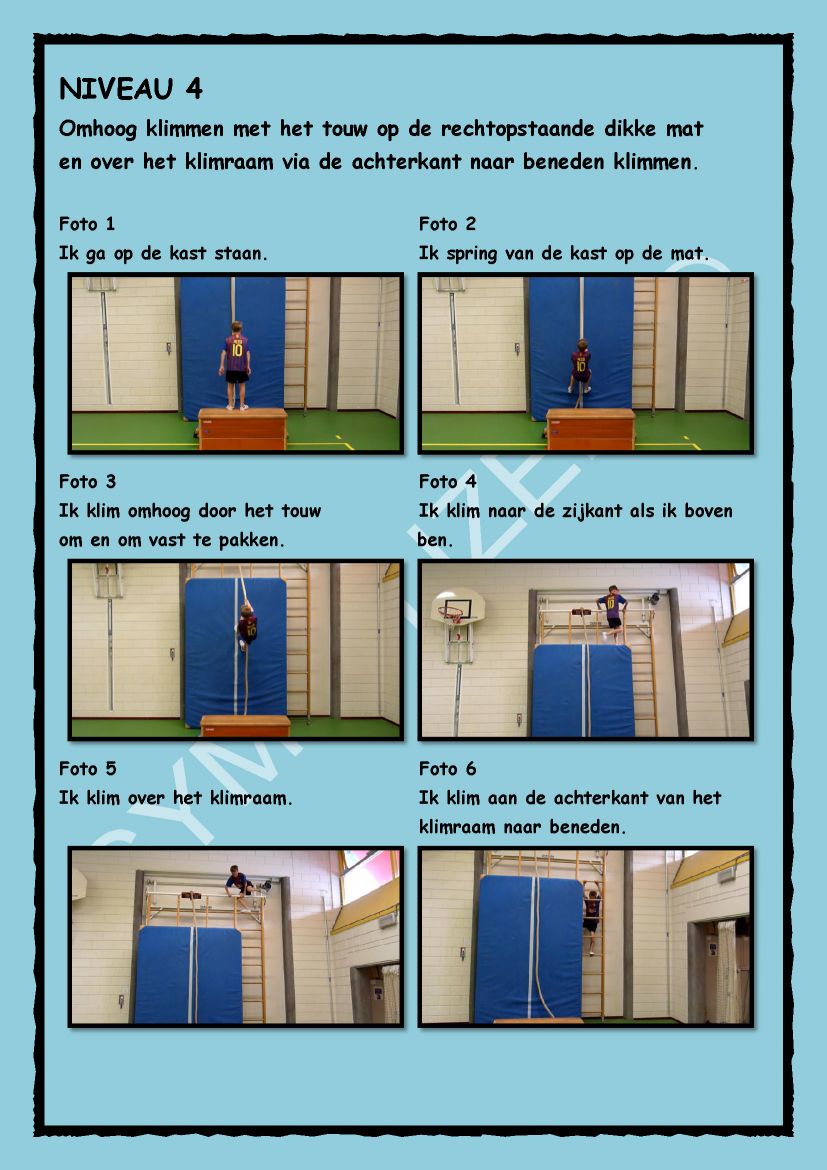 NIVEAU 4
Omhoog klimmen met het touw op de rechtopstaande dikke mat
en over het klimraam via de achterkant naar beneden klimmen.
Foto 1
Ik ga op de kast staan.
Foto 2
Ik spring van de kast op de mat.
10
10
Foto 3
Ik klim omhoog door het touw
om en om vast te pakken.
Foto 4
Ik klim naar de zijkant als ik boven
ben.
10
10
Foto 5
Ik klim over het klimraam.
Foto 6
Ik klim aan de achterkant van het
klimraam naar beneden.